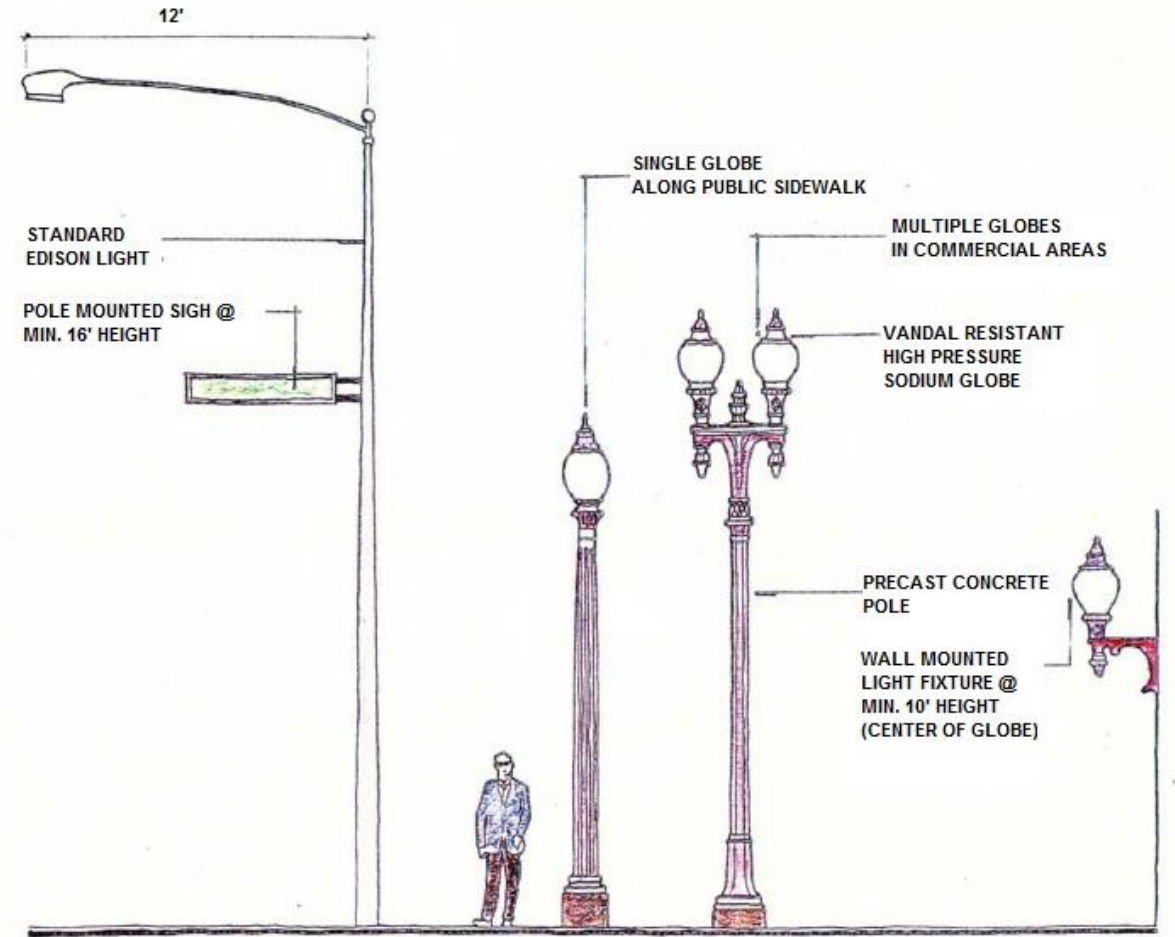 12'
STANDARD
EDISON LIGHT
POLE MOUNTED SIGH @
MIN. 16' HEIGHT
SINGLE GLOBE
ALONG PUBLIC SIDEWALK
MULTIPLE GLOBES
IN COMMERCIAL AREAS
VANDAL RESISTANT
HIGH PRESSURE
SODIUM GLOBE
PRECAST CONCRETE
POLE
WALL MOUNTED
LIGHT FIXTURE @
MIN. 10' HEIGHT
(CENTER OF GLOBE)